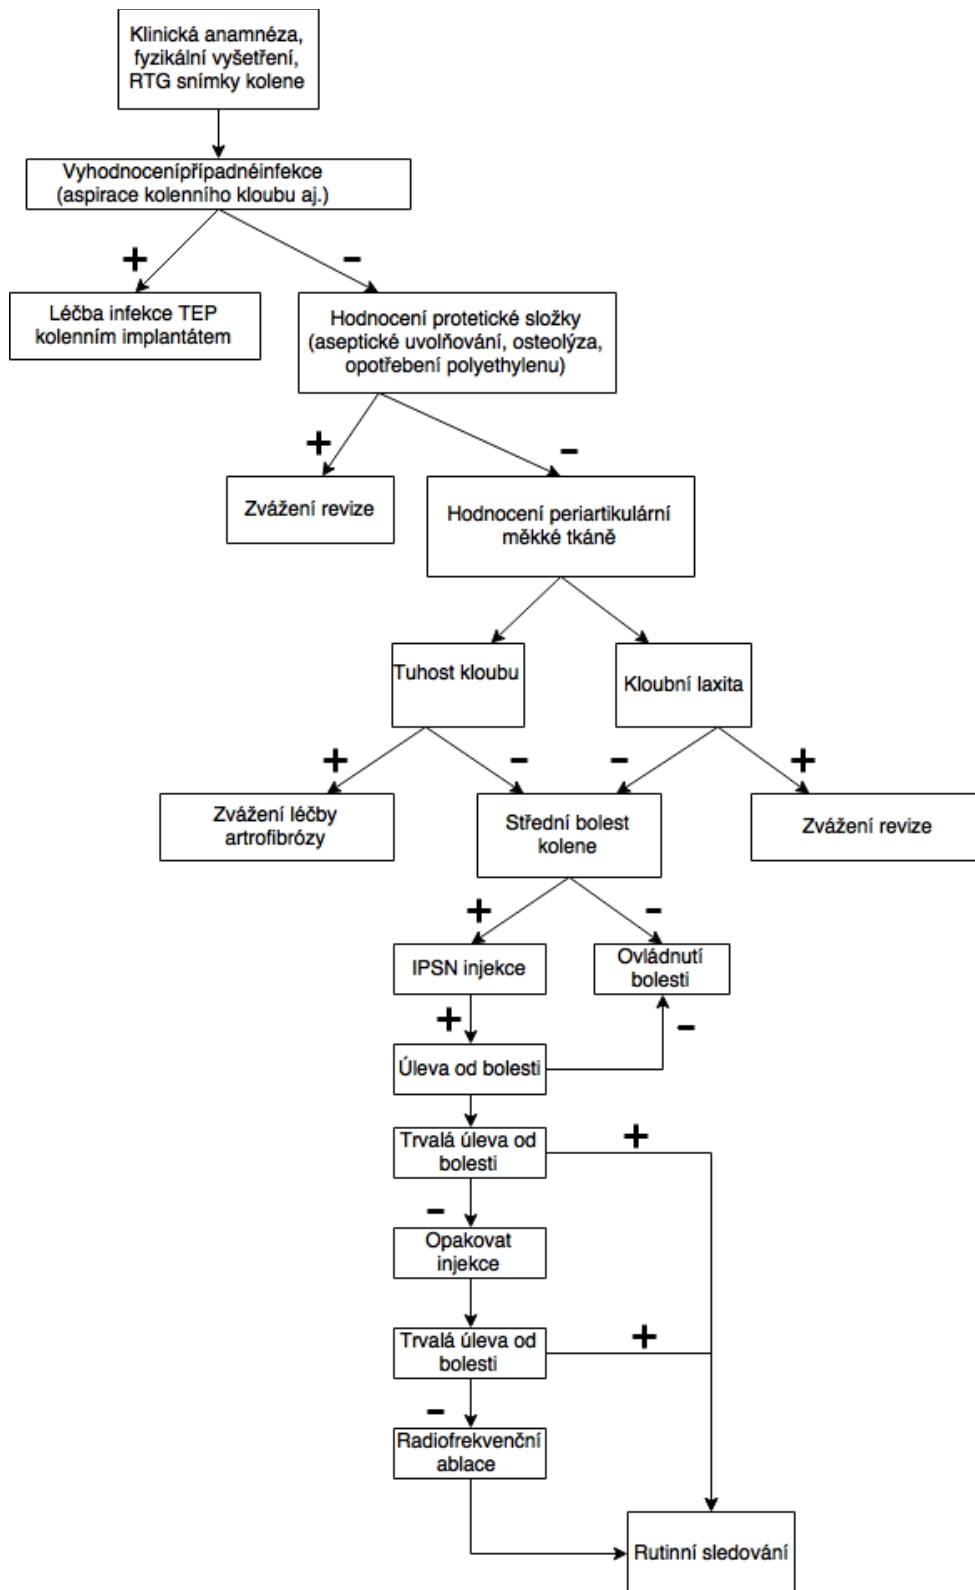 Klinická anamnéza,
fyzikální vyšetření,
RTG snímky kolene
Vyhodnocenípřípadnéinfekce
(aspirace kolenního kloubu aj.)
+
-
Léčba infekce TEP
kolenním implantátem
Hodnocení protetické složky
(aseptické uvolňování, osteolýza,
opotřebení polyethylenu)
+
-
Zvážení revize
Hodnocení periartikulární
měkké tkáně
Tuhost kloubu
Kloubní laxita
+
-
-
+
Zvážení léčby
artrofibrózy
Střední bolest
kolene
Zvážení revize
+
-
IPSN injekce
Ovládnutí
bolesti
+
-
Úleva od bolesti
Trvalá úleva od
bolesti
+
-
Opakovat
injekce
Trvalá úleva od
bolesti
+
-
Radiofrekvenční
ablace
Rutinní sledování